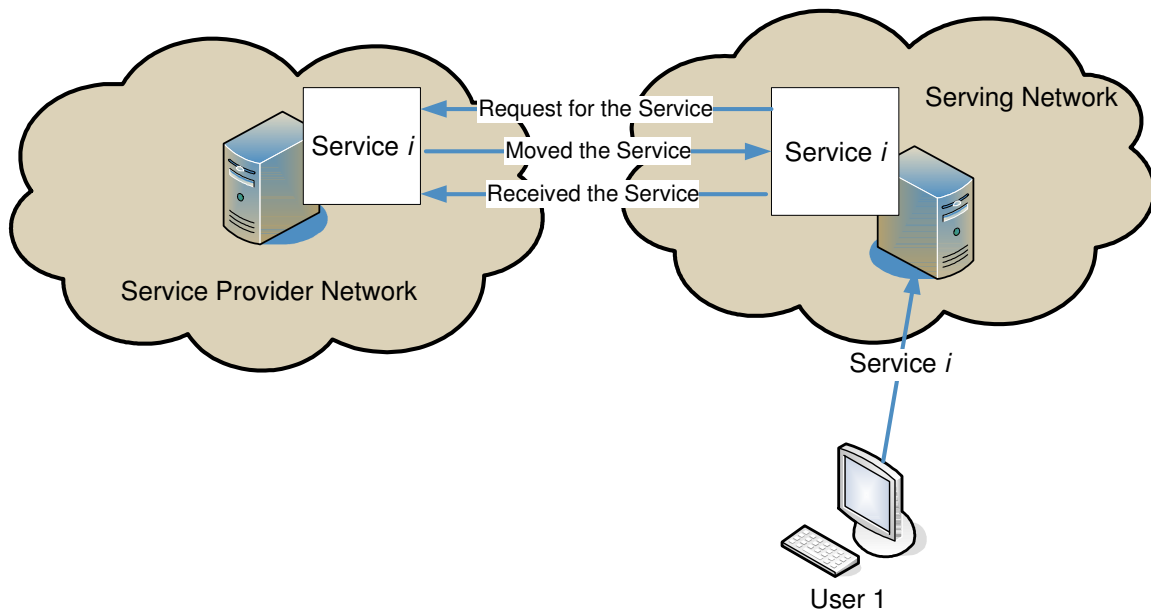 Request for the Service
Serving Network
Service i
Moved the Service
Service i
Received the Service
Service Provider Network
Service i
User 1